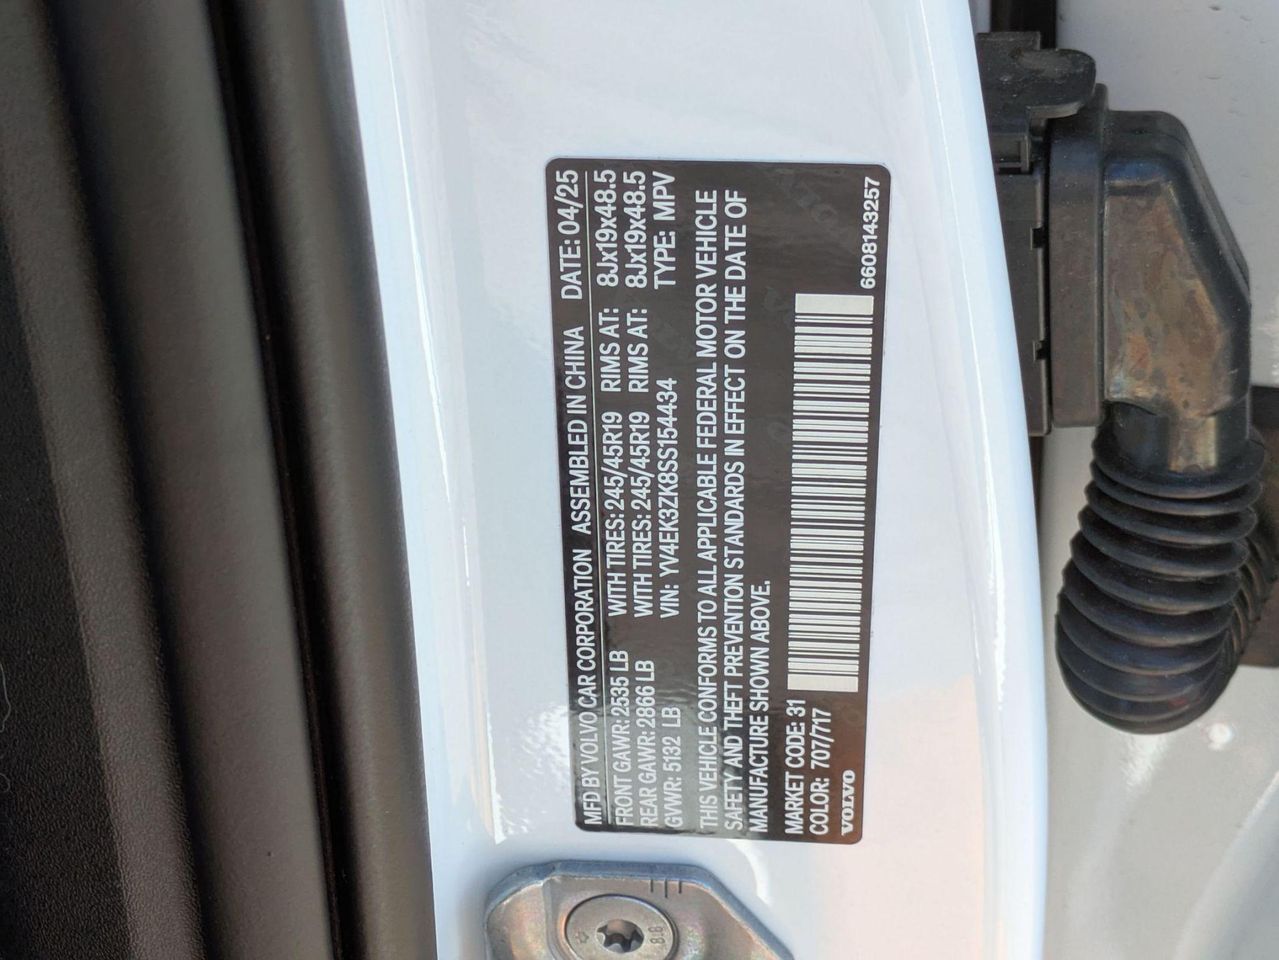 MFD BY VOLVO CAR CORPORATION ASSEMBLED IN CHINA DATE: 04/25
FRONT GAWR: 2535 LB WITH TIRES: 245/45R19 RIMS AT: 8Jx19x48.5
REAR GAWR: 2866 LB WITH TIRES: 245/45R19 RIMS AT: 8Jx19x48.5
GVWR: 5132 LB VIN: YV4EK3ZK8SS154434 TYPE: MPV
THIS VEHICLE CONFORMS TO ALL APPLICABLE FEDERAL MOTOR VEHICLE
SAFETY AND THEFT PREVENTION STANDARDS IN EFFECT ON THE DATE OF
MANUFACTURE SHOWN ABOVE.
MARKET CODE: 31
COLOR: 707/717
VOLVO
6608143257
8.8